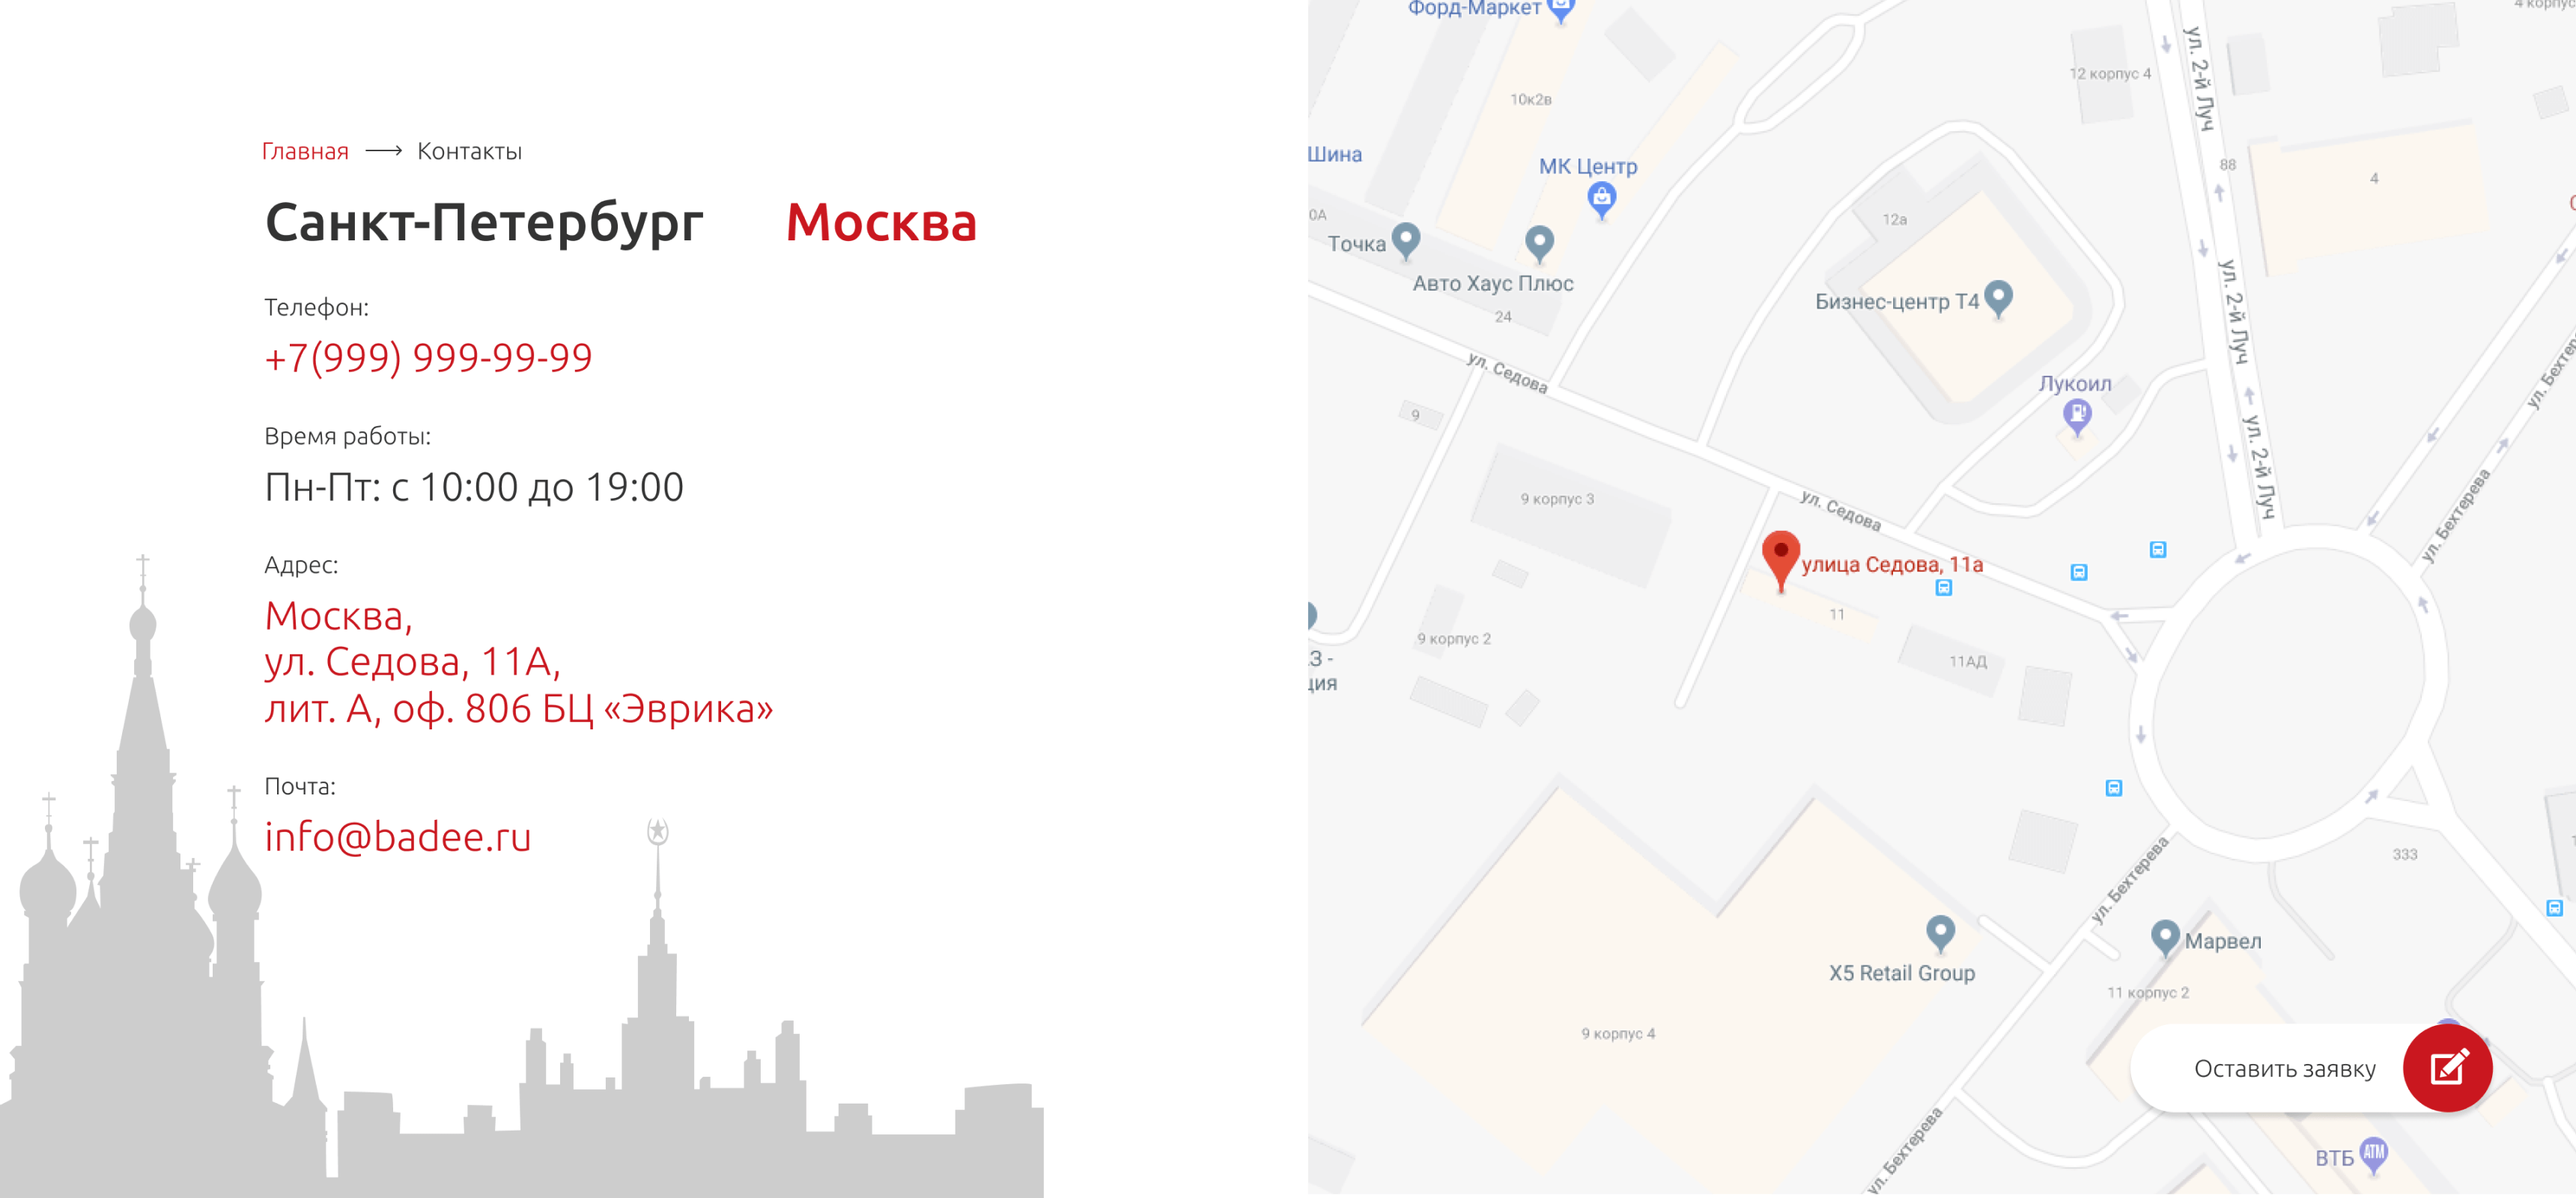 Главная ⟶ Контакты
Санкт-Петербург
Москва
Телефон:
+7(999) 999-99-99
Время работы:
Пн-Пт: с 10:00 до 19:00
Адрес:
Москва,
ул. Седова, 11А,
лит. А, оф. 806 БЦ «Эврика»
Почта:
info@badee.ru
Форд-Маркет
10к2в
Шина
МК Центр
0А
Точка
Авто Хаус Плюс
24
ул. Седова
12 корпус 4
ул. 2-й Луч
88
4
12а
Бизнес-центр Т4
ул. 2-й Луч
Лукоил
ул. 2-й Луч
9
9 корпус 3
ул. Седова
ул. Бехтерева
улица Седова, 11а
11
9 корпус 2
11АД
333
ул. Бехтерева
Марвел
X5 Retail Group
11 корпус 2
9 корпус 4
Оставить заявку
ул. Бехтерева
ВТБ
ATM